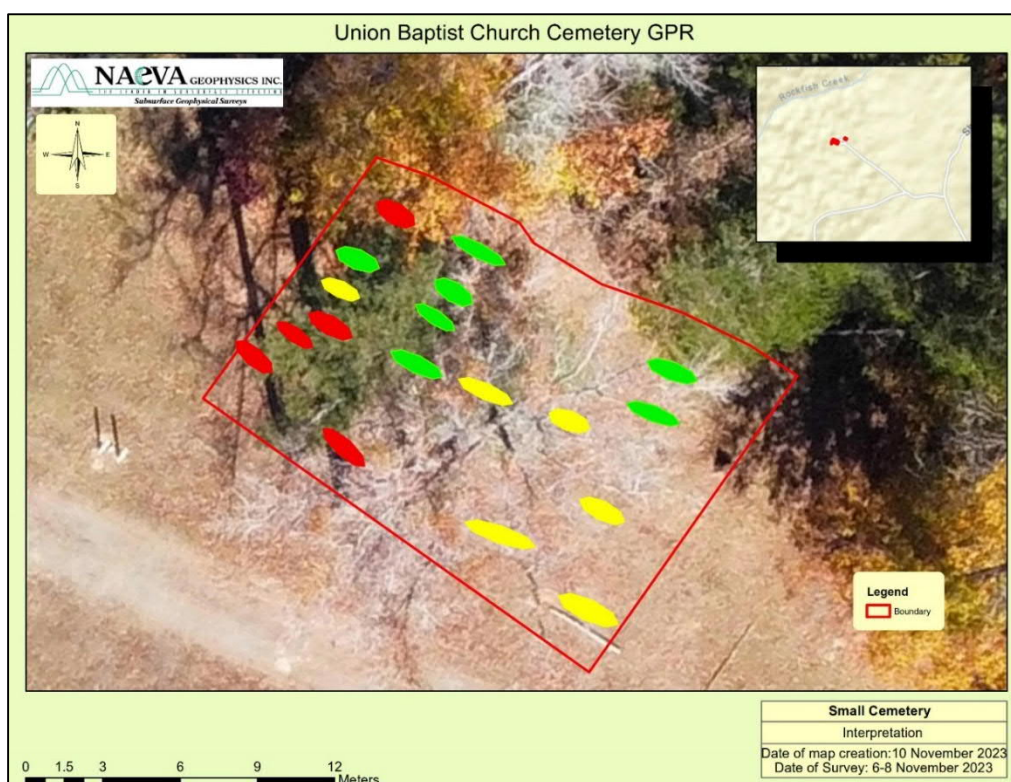 Union Baptist Church Cemetery GPR
NAEVA GEOPHYSICS INC.
Subsurface Geophysical Surveys
N
W E
S
Rockfish Creek
Legend
Boundary
Small Cemetery
Interpretation
Date of map creation:10 November 2023
Date of Survey: 6-8 November 2023
0 1.5 3 6 9 12
Meters